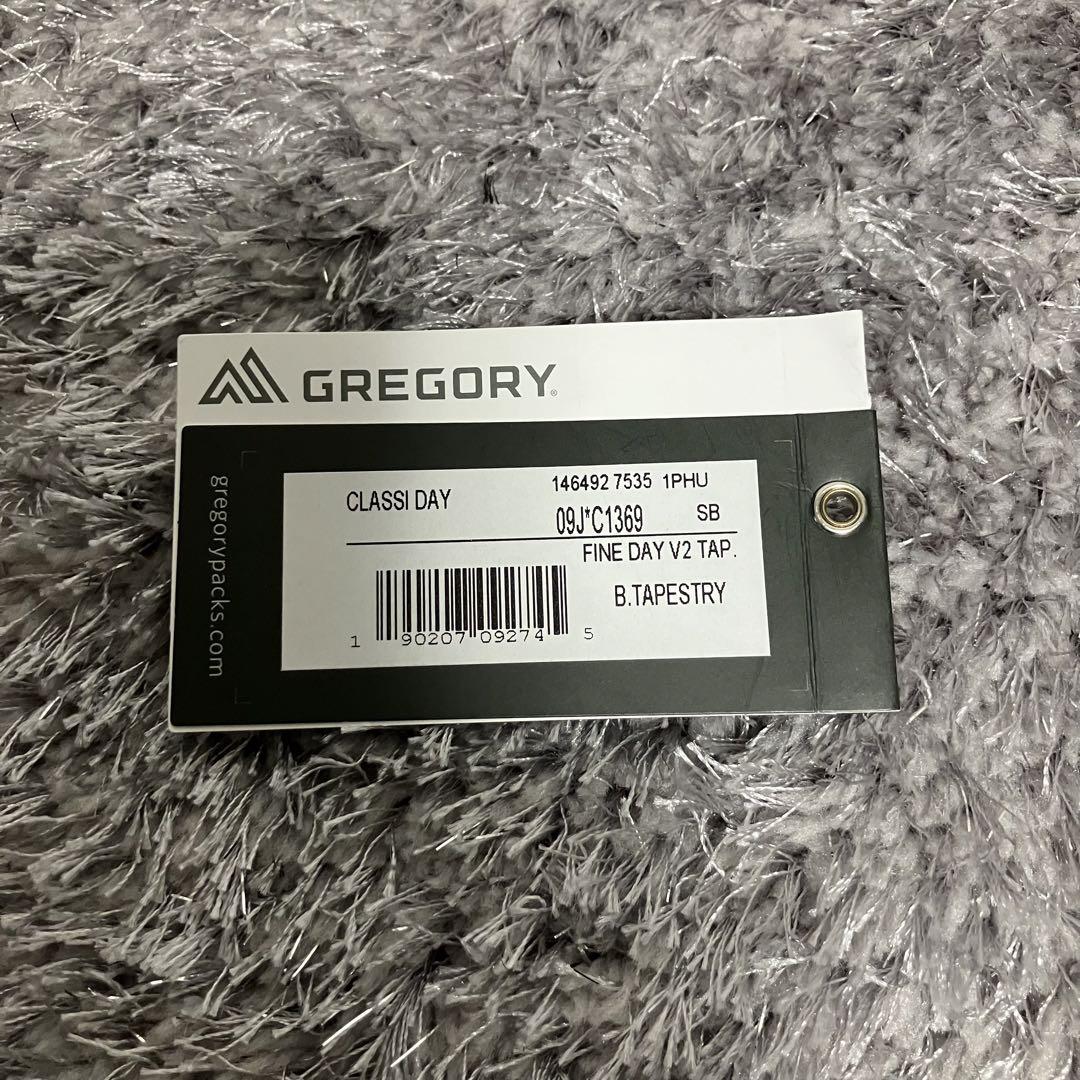 GREGORY®
gregorypacks.com
CLASSI DAY
146492 7535 1PHU
09J*C1369 SB
FINE DAY V2 TAP.
B.TAPESTRY
1 90207 09274 5